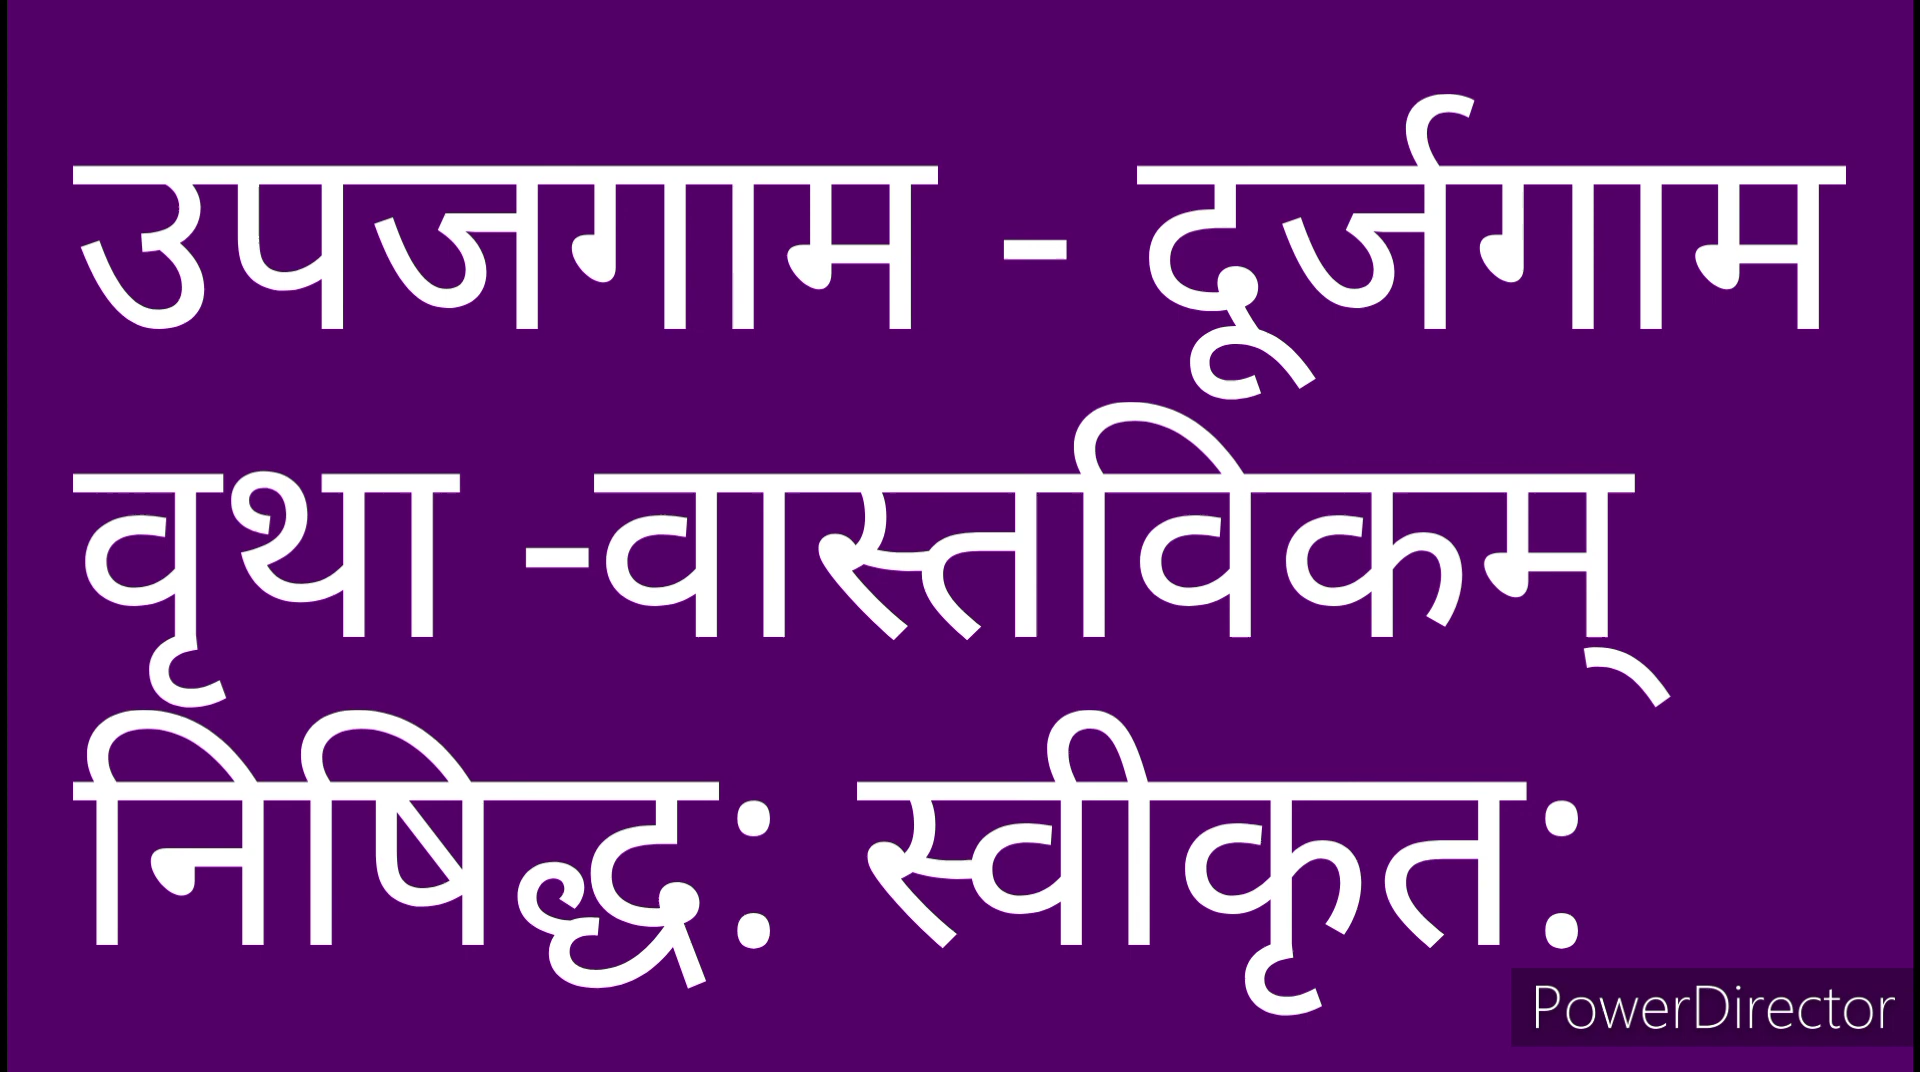 उपजगाम - दूर्जगाम
वृथा -वास्तविकम्
निषिद्ध: स्वीकृत:
PowerDirector